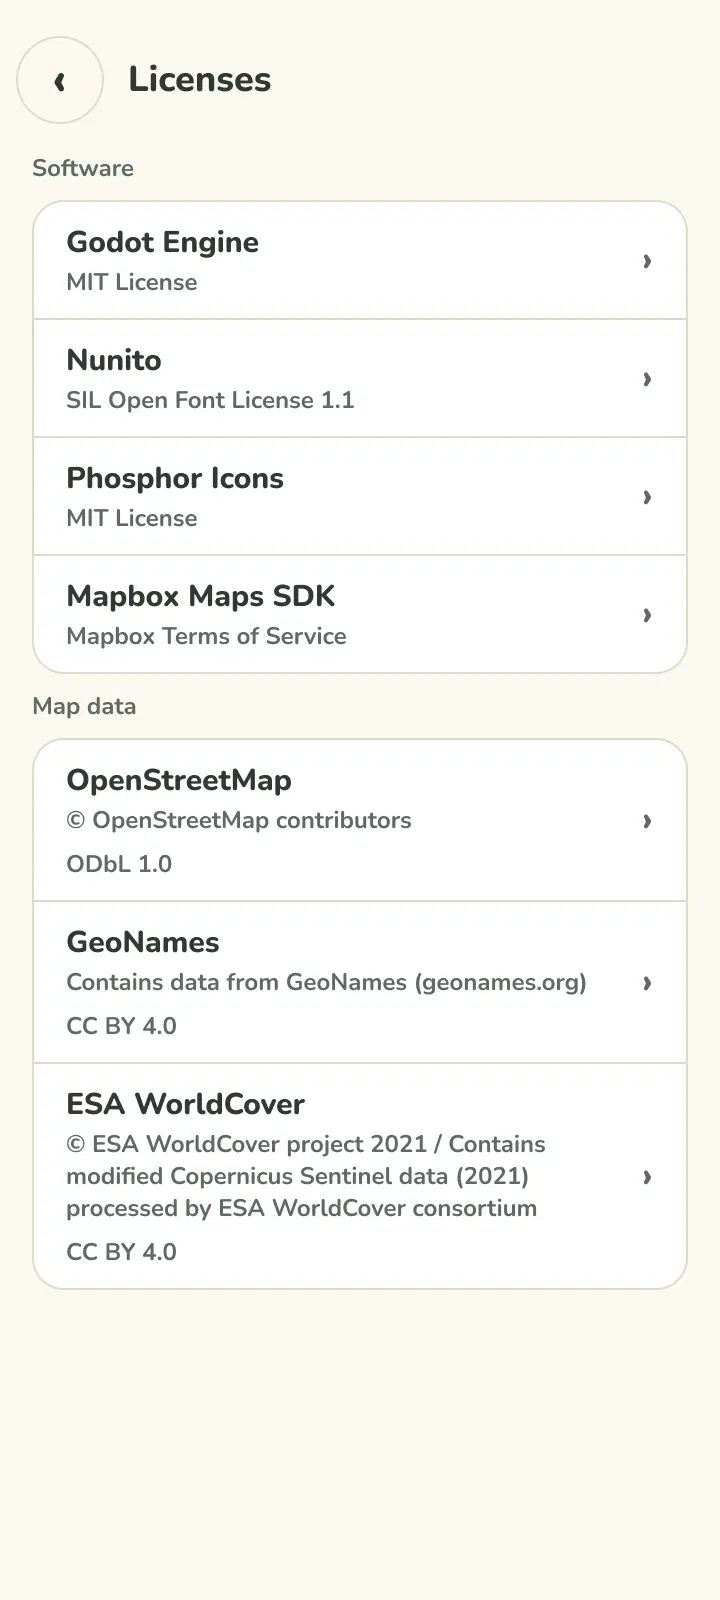 Licenses
Software
Godot Engine
MIT License
Nunito
SIL Open Font License 1.1
Phosphor Icons
MIT License
Mapbox Maps SDK
Mapbox Terms of Service
Map data
OpenStreetMap
© OpenStreetMap contributors
ODbL 1.0
GeoNames
Contains data from GeoNames (geonames.org)
CC BY 4.0
ESA WorldCover
© ESA WorldCover project 2021 / Contains
modified Copernicus Sentinel data (2021)
processed by ESA WorldCover consortium
CC BY 4.0